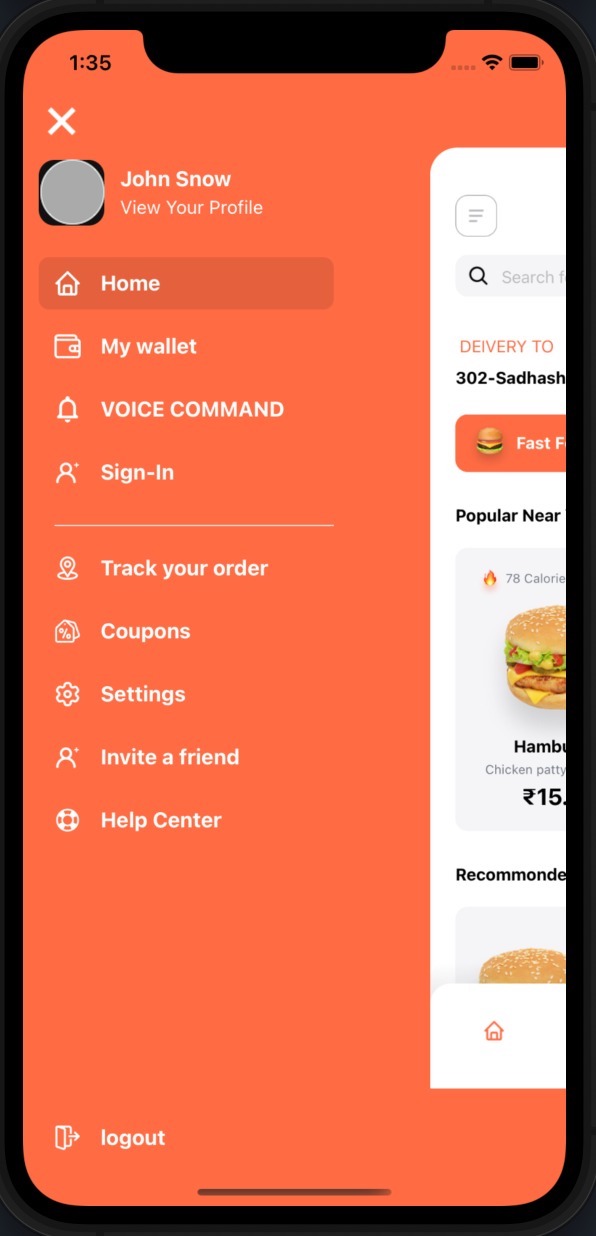 1:35
John Snow
View Your Profile
Home
My wallet
VOICE COMMAND
Sign-In
Track your order
Coupons
Settings
Invite a friend
Help Center
logout
Search f
DEIVERY TO
302-Sadhash
Fast F
Popular Near
78 Calorie
Hambu
Chicken patty
₹15.
Recommonde